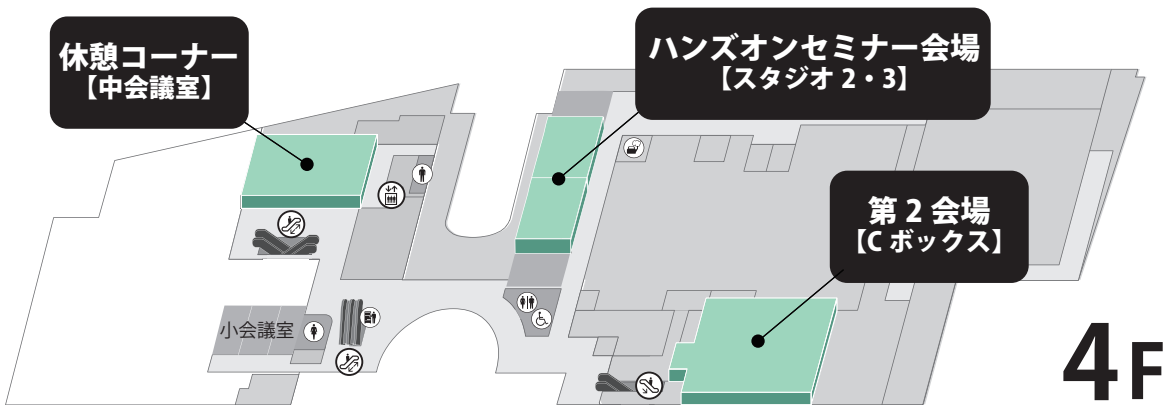 休憩コーナー
【中会議室】
ハンズオンセミナー会場
【スタジオ 2・3】
第 2 会場
【C ボックス】
小会議室
4F